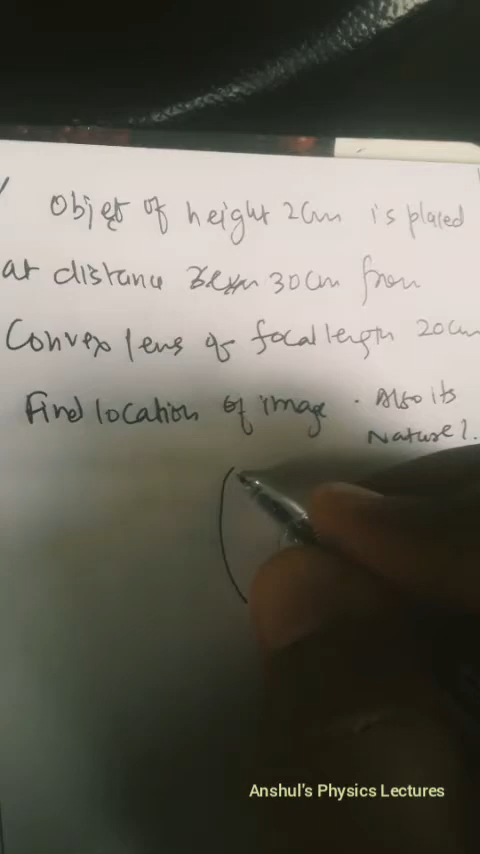 Object of height 2cm is placed
at distance 30cm from
Convex lens of focal length 20cm
Find location of image. Also its
Nature?.
Anshul's Physics Lectures